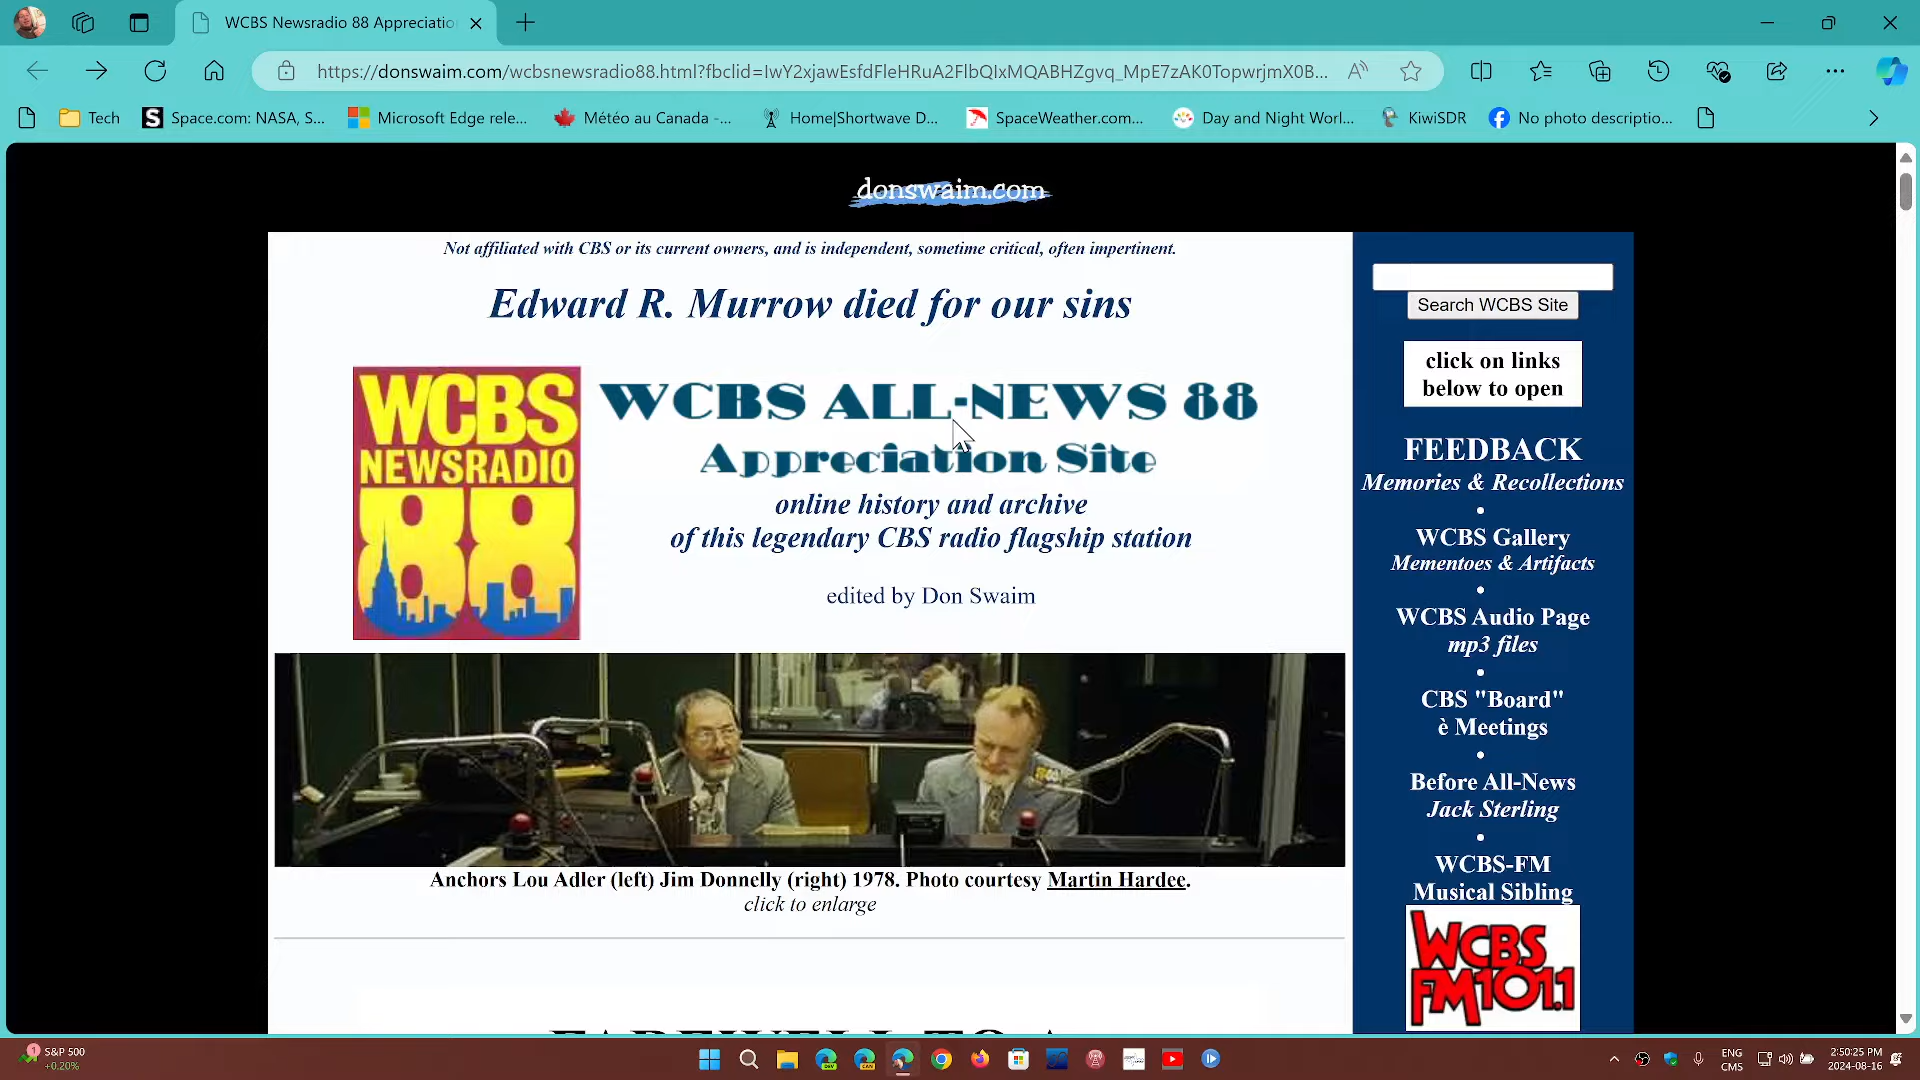 WCBS Newsradio 88 Appreciatio
https://donswaim.com/wcbsnewsradio88.html?fbclid=IwY2xjawEsfdFleHRuA2FlbQIxMQABHZgvq_MpE7zAK0TopwrjmX0B...
Tech
Space.com: NASA, S...
Microsoft Edge rele...
Météo au Canada -...
Home|Shortwave D...
SpaceWeather.com...
Day and Night Worl...
KiwiSDR
No photo descriptio...
donswaim.com
Not affiliated with CBS or its current owners, and is independent, sometime critical, often impertinent.
Edward R. Murrow died for our sins
WCBS
NEWSRADIO
88
WCBS ALL-NEWS 88
Appreciation Site
online history and archive
of this legendary CBS radio flagship station
edited by Don Swaim
Anchors Lou Adler (left) Jim Donnelly (right) 1978. Photo courtesy Martin Hardee.
click to enlarge
Search WCBS Site
click on links
below to open
FEEDBACK
Memories & Recollections
•
WCBS Gallery
Mementoes & Artifacts
•
WCBS Audio Page
mp3 files
•
CBS "Board"
è Meetings
•
Before All-News
Jack Sterling
•
WCBS-FM
Musical Sibling
WCBS
FM101.1
1
S&P 500
+0.20%
ENG
CMS
2:50:25 PM
2024-08-16